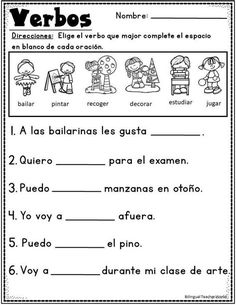 Verbos Nombre: ____________
Direcciones: Elige el verbo que major complete el espacio
en blanco de cada oración.
bailar pintar recoger decorar estudiar jugar
1. A las bailarinas les gusta ________.
2. Quiero ________ para el examen.
3. Puedo ________ manzanas en otoño.
4. Yo voy a ________ afuera.
5. Puedo ________ el pino.
6. Voy a ________ durante mi clase de arte.